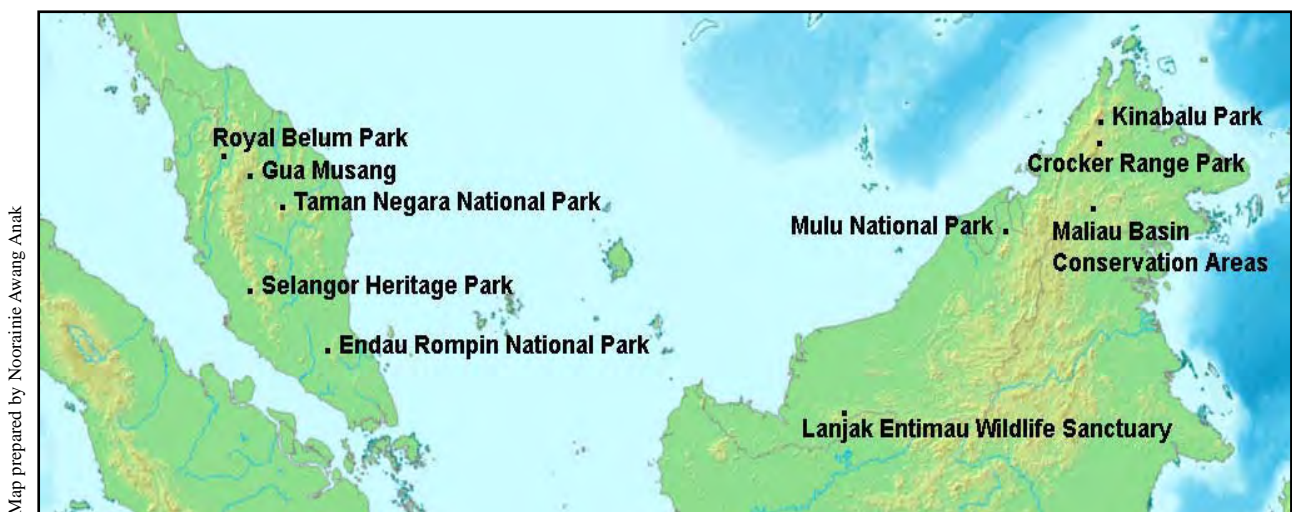 Map prepared by Noorainie Awang Anak
Royal Belum Park
Gua Musang
Taman Negara National Park
Selangor Heritage Park
Endau Rompin National Park
Kinabalu Park
Crocker Range Park
Mulu National Park
Maliau Basin
Conservation Areas
Lanjak Entimau Wildlife Sanctuary